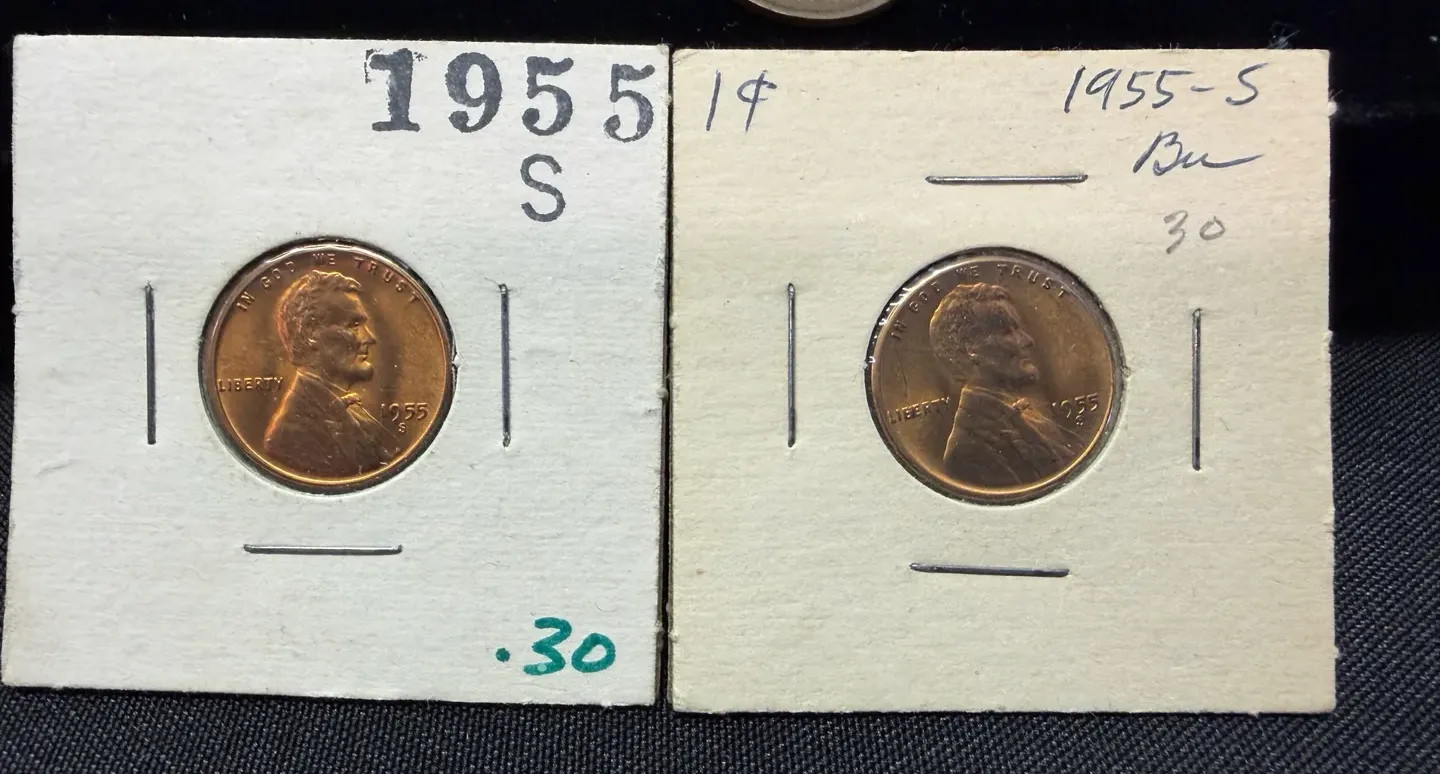 1955
S
IN GOD WE TRUST
LIBERTY
1955
S
.30
1¢ 1955-S
Bu
30
IN GOD WE TRUST
LIBERTY
1955
S